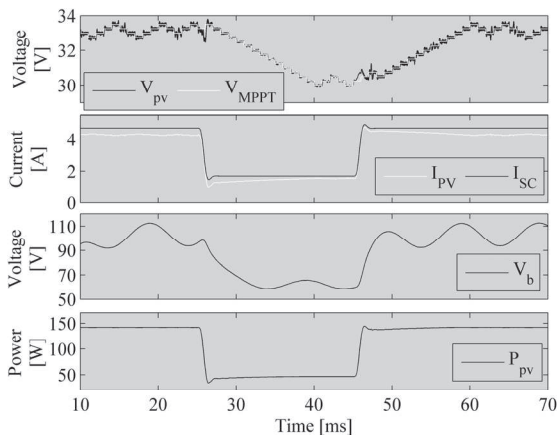 Voltage
[V]
34
32
30
V_pv V_MPPT
Current
[A]
4
2
0
I_PV I_SC
Voltage
[V]
110
90
70
50
V_b
Power
[W]
150
100
50
P_pv
10 20 30 40 50 60 70
Time [ms]